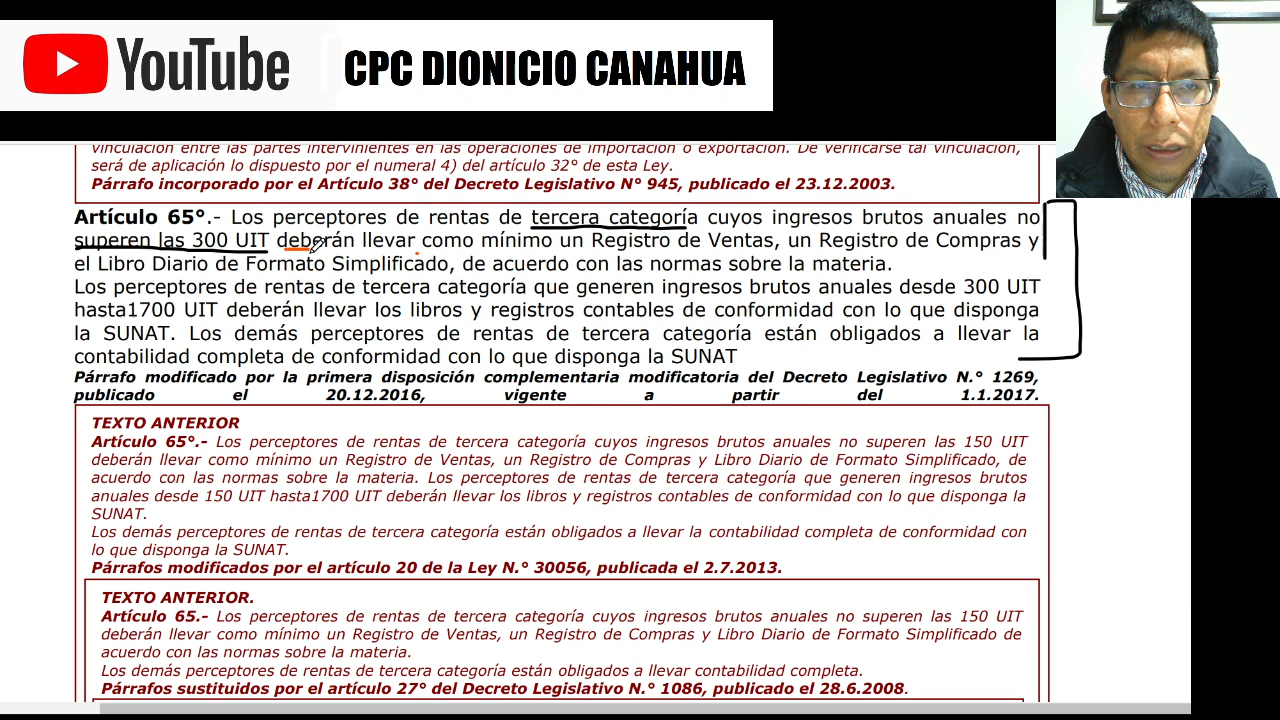 YouTube CPC DIONICIO CANAHUA
vinculación entre las partes intervinientes en las operaciones de importación o exportación. De verificarse tal vinculación,
será de aplicación lo dispuesto por el numeral 4) del artículo 32° de esta Ley.
Párrafo incorporado por el Artículo 38° del Decreto Legislativo N° 945, publicado el 23.12.2003.
Artículo 65°.- Los perceptores de rentas de tercera categoría cuyos ingresos brutos anuales no
superen las 300 UIT deberán llevar como mínimo un Registro de Ventas, un Registro de Compras y
el Libro Diario de Formato Simplificado, de acuerdo con las normas sobre la materia.
Los perceptores de rentas de tercera categoría que generen ingresos brutos anuales desde 300 UIT
hasta1700 UIT deberán llevar los libros y registros contables de conformidad con lo que disponga
la SUNAT. Los demás perceptores de rentas de tercera categoría están obligados a llevar la
contabilidad completa de conformidad con lo que disponga la SUNAT
Párrafo modificado por la primera disposición complementaria modificatoria del Decreto Legislativo N.° 1269,
publicado el 20.12.2016, vigente a partir del 1.1.2017.
TEXTO ANTERIOR
Artículo 65°.- Los perceptores de rentas de tercera categoría cuyos ingresos brutos anuales no superen las 150 UIT
deberán llevar como mínimo un Registro de Ventas, un Registro de Compras y Libro Diario de Formato Simplificado, de
acuerdo con las normas sobre la materia. Los perceptores de rentas de tercera categoría que generen ingresos brutos
anuales desde 150 UIT hasta1700 UIT deberán llevar los libros y registros contables de conformidad con lo que disponga la
SUNAT.
Los demás perceptores de rentas de tercera categoría están obligados a llevar la contabilidad completa de conformidad con
lo que disponga la SUNAT.
Párrafos modificados por el artículo 20 de la Ley N.° 30056, publicada el 2.7.2013.
TEXTO ANTERIOR.
Artículo 65.- Los perceptores de rentas de tercera categoría cuyos ingresos brutos anuales no superen las 150 UIT
deberán llevar como mínimo un Registro de Ventas, un Registro de Compras y Libro Diario de Formato Simplificado de
acuerdo con las normas sobre la materia.
Los demás perceptores de rentas de tercera categoría están obligados a llevar contabilidad completa.
Párrafos sustituidos por el artículo 27° del Decreto Legislativo N.° 1086, publicado el 28.6.2008.